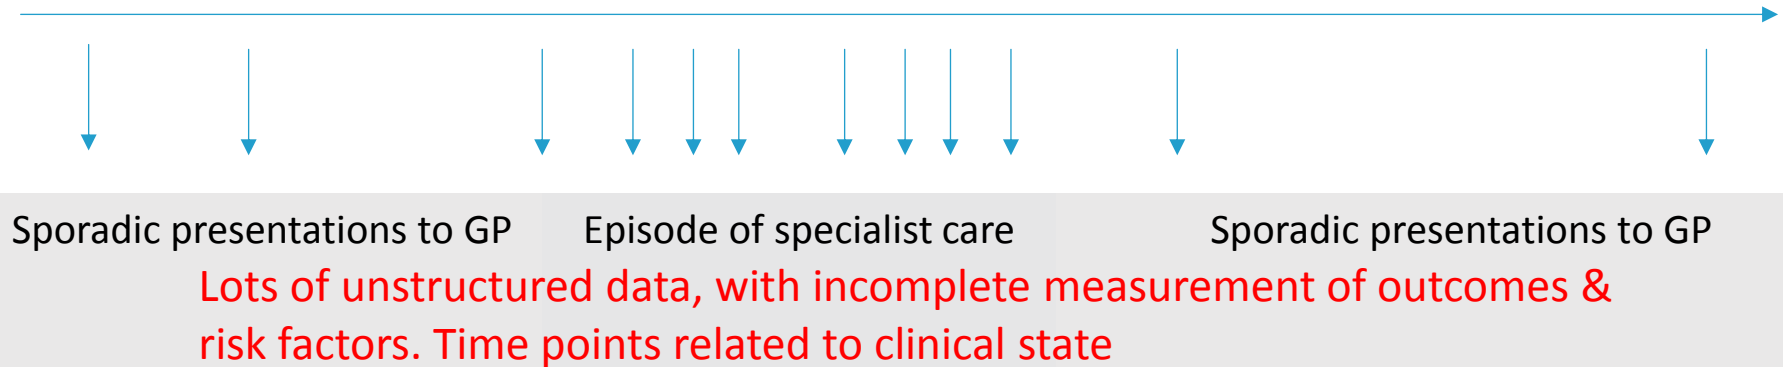 Sporadic presentations to GP Episode of specialist care Sporadic presentations to GP
Lots of unstructured data, with incomplete measurement of outcomes &
risk factors. Time points related to clinical state